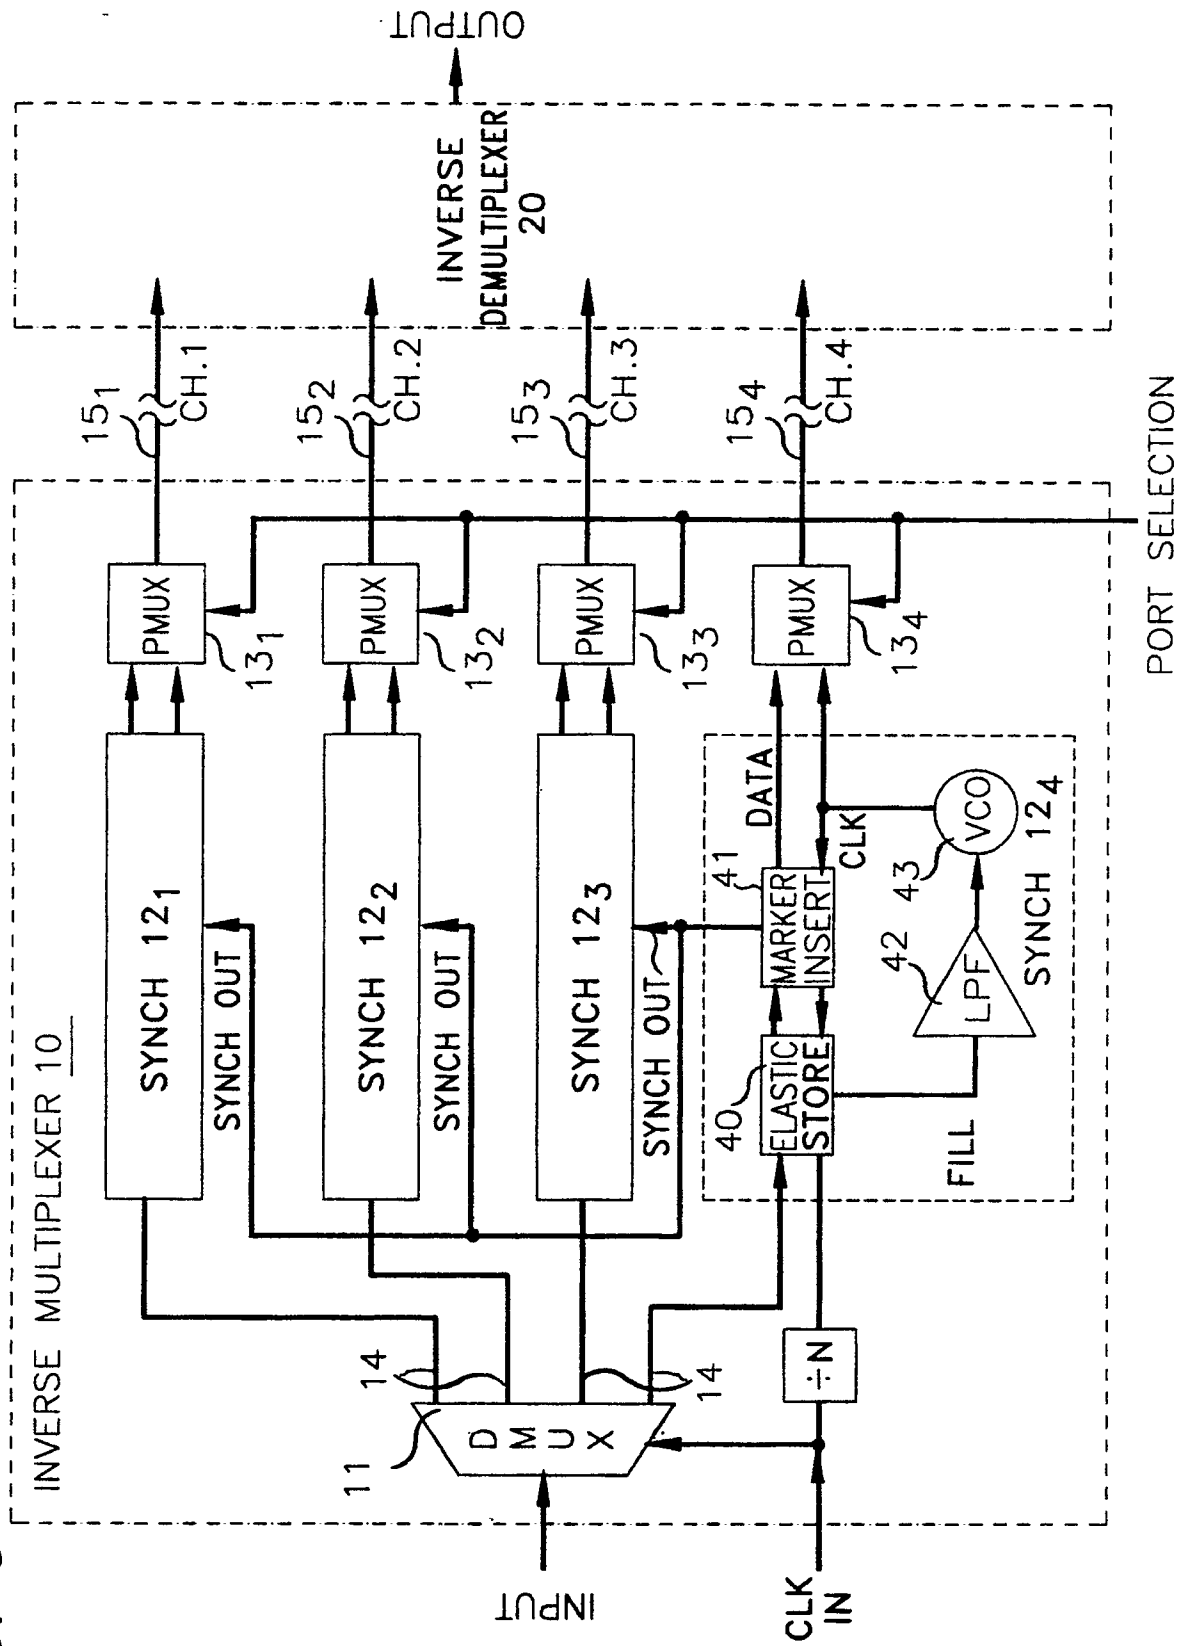 INVERSE MULTIPLEXER 10
INPUT
CLK
IN
11
DMUX
14
14
÷N
SYNCH 12₁
SYNCH OUT
SYNCH 12₂
SYNCH OUT
SYNCH 12₃
SYNCH OUT
40
ELASTIC
STORE
41
MARKER
INSERT
DATA
CLK
FILL
42
LPF
43
VCO
SYNCH 12₄
PMUX
13₁
PMUX
13₂
PMUX
13₃
PMUX
13₄
PORT SELECTION
15₁
CH.1
15₂
CH.2
15₃
CH.3
15₄
CH.4
INVERSE
DEMULTIPLEXER
20
OUTPUT